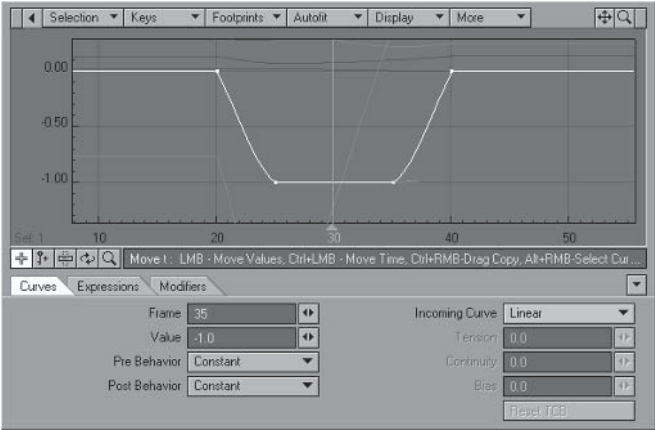 Selection Keys Footprints Autofit Display More
0.00
-0.50
-1.00
Sel: 1 10 20 30 40 50
Move t : LMB - Move Values, Ctrl+LMB - Move Time, Ctrl+RMB-Drag Copy, Alt+RMB-Select Cur...
Curves Expressions Modifiers
Frame 35 Incoming Curve Linear
Value -1.0 Tension 0.0
Pre Behavior Constant Continuity 0.0
Post Behavior Constant Bias 0.0
Reset TCB